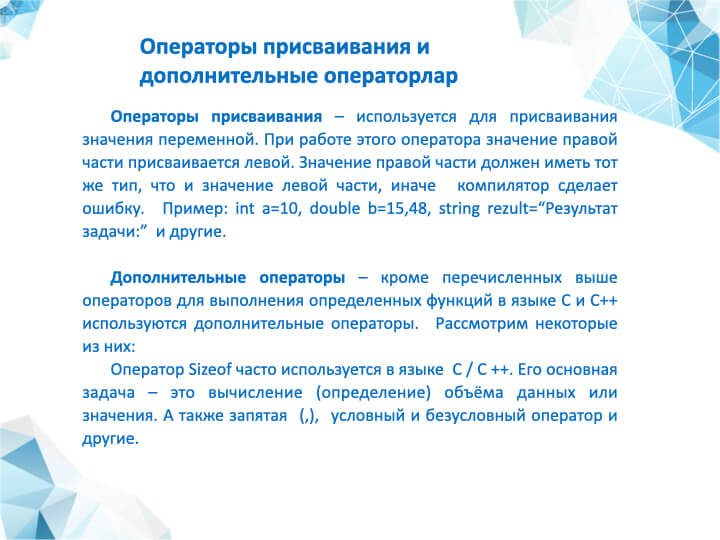 Операторы присваивания и
дополнительные операторлар
Операторы присваивания – используется для присваивания
значения переменной. При работе этого оператора значение правой
части присваивается левой. Значение правой части должен иметь тот
же тип, что и значение левой части, иначе компилятор сделает
ошибку. Пример: int a=10, double b=15,48, string rezult=“Результат
задачи:” и другие.
Дополнительные операторы – кроме перечисленных выше
операторов для выполнения определенных функций в языке С и С++
используются дополнительные операторы. Рассмотрим некоторые
из них:
Оператор Sizeof часто используется в языке С / С ++. Его основная
задача – это вычисление (определение) объёма данных или
значения. А также запятая (,), условный и безусловный оператор и
другие.